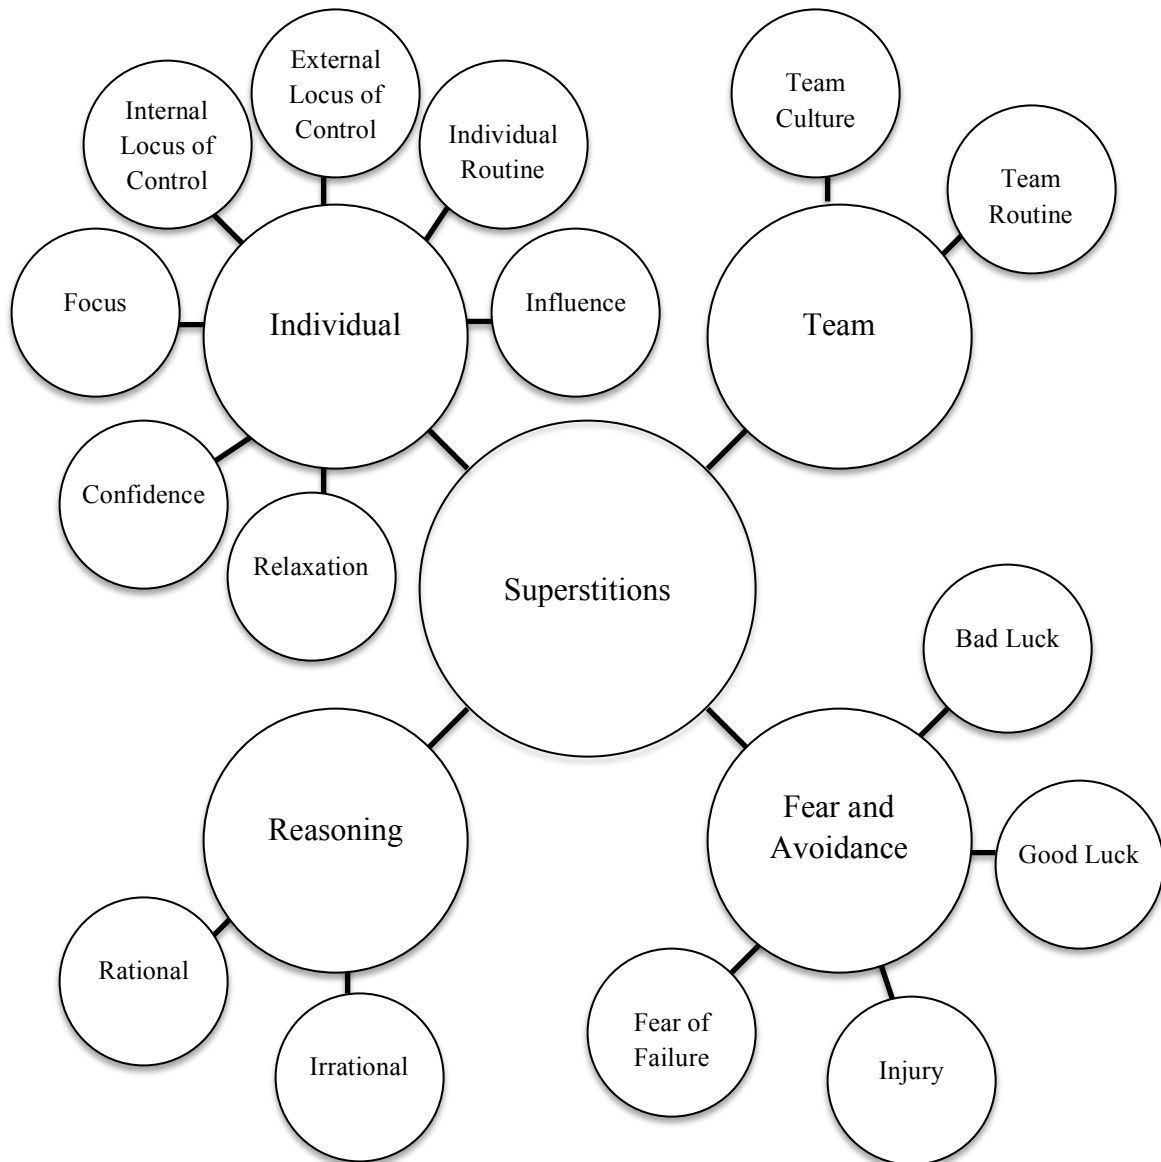 External
Locus of
Control
Internal
Locus of
Control
Individual
Routine
Focus
Influence
Individual
Confidence
Relaxation
Team
Culture
Team
Routine
Team
Superstitions
Reasoning
Rational
Irrational
Fear and
Avoidance
Bad Luck
Good Luck
Fear of
Failure
Injury